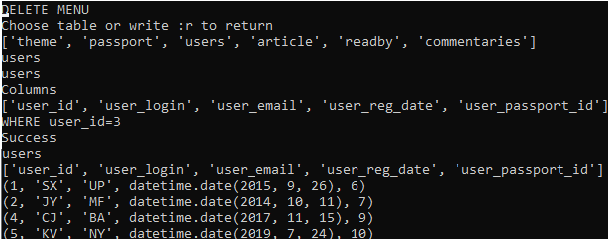 DELETE MENU
Choose table or write :r to return
['theme', 'passport', 'users', 'article', 'readby', 'commentaries']
users
users
Columns
['user_id', 'user_login', 'user_email', 'user_reg_date', 'user_passport_id']
WHERE user_id=3
Success
users
['user_id', 'user_login', 'user_email', 'user_reg_date', 'user_passport_id']
(1, 'SX', 'UP', datetime.date(2015, 9, 26), 6)
(2, 'JY', 'MF', datetime.date(2014, 10, 11), 7)
(4, 'CJ', 'BA', datetime.date(2017, 11, 15), 9)
(5, 'KV', 'NY', datetime.date(2019, 7, 24), 10)